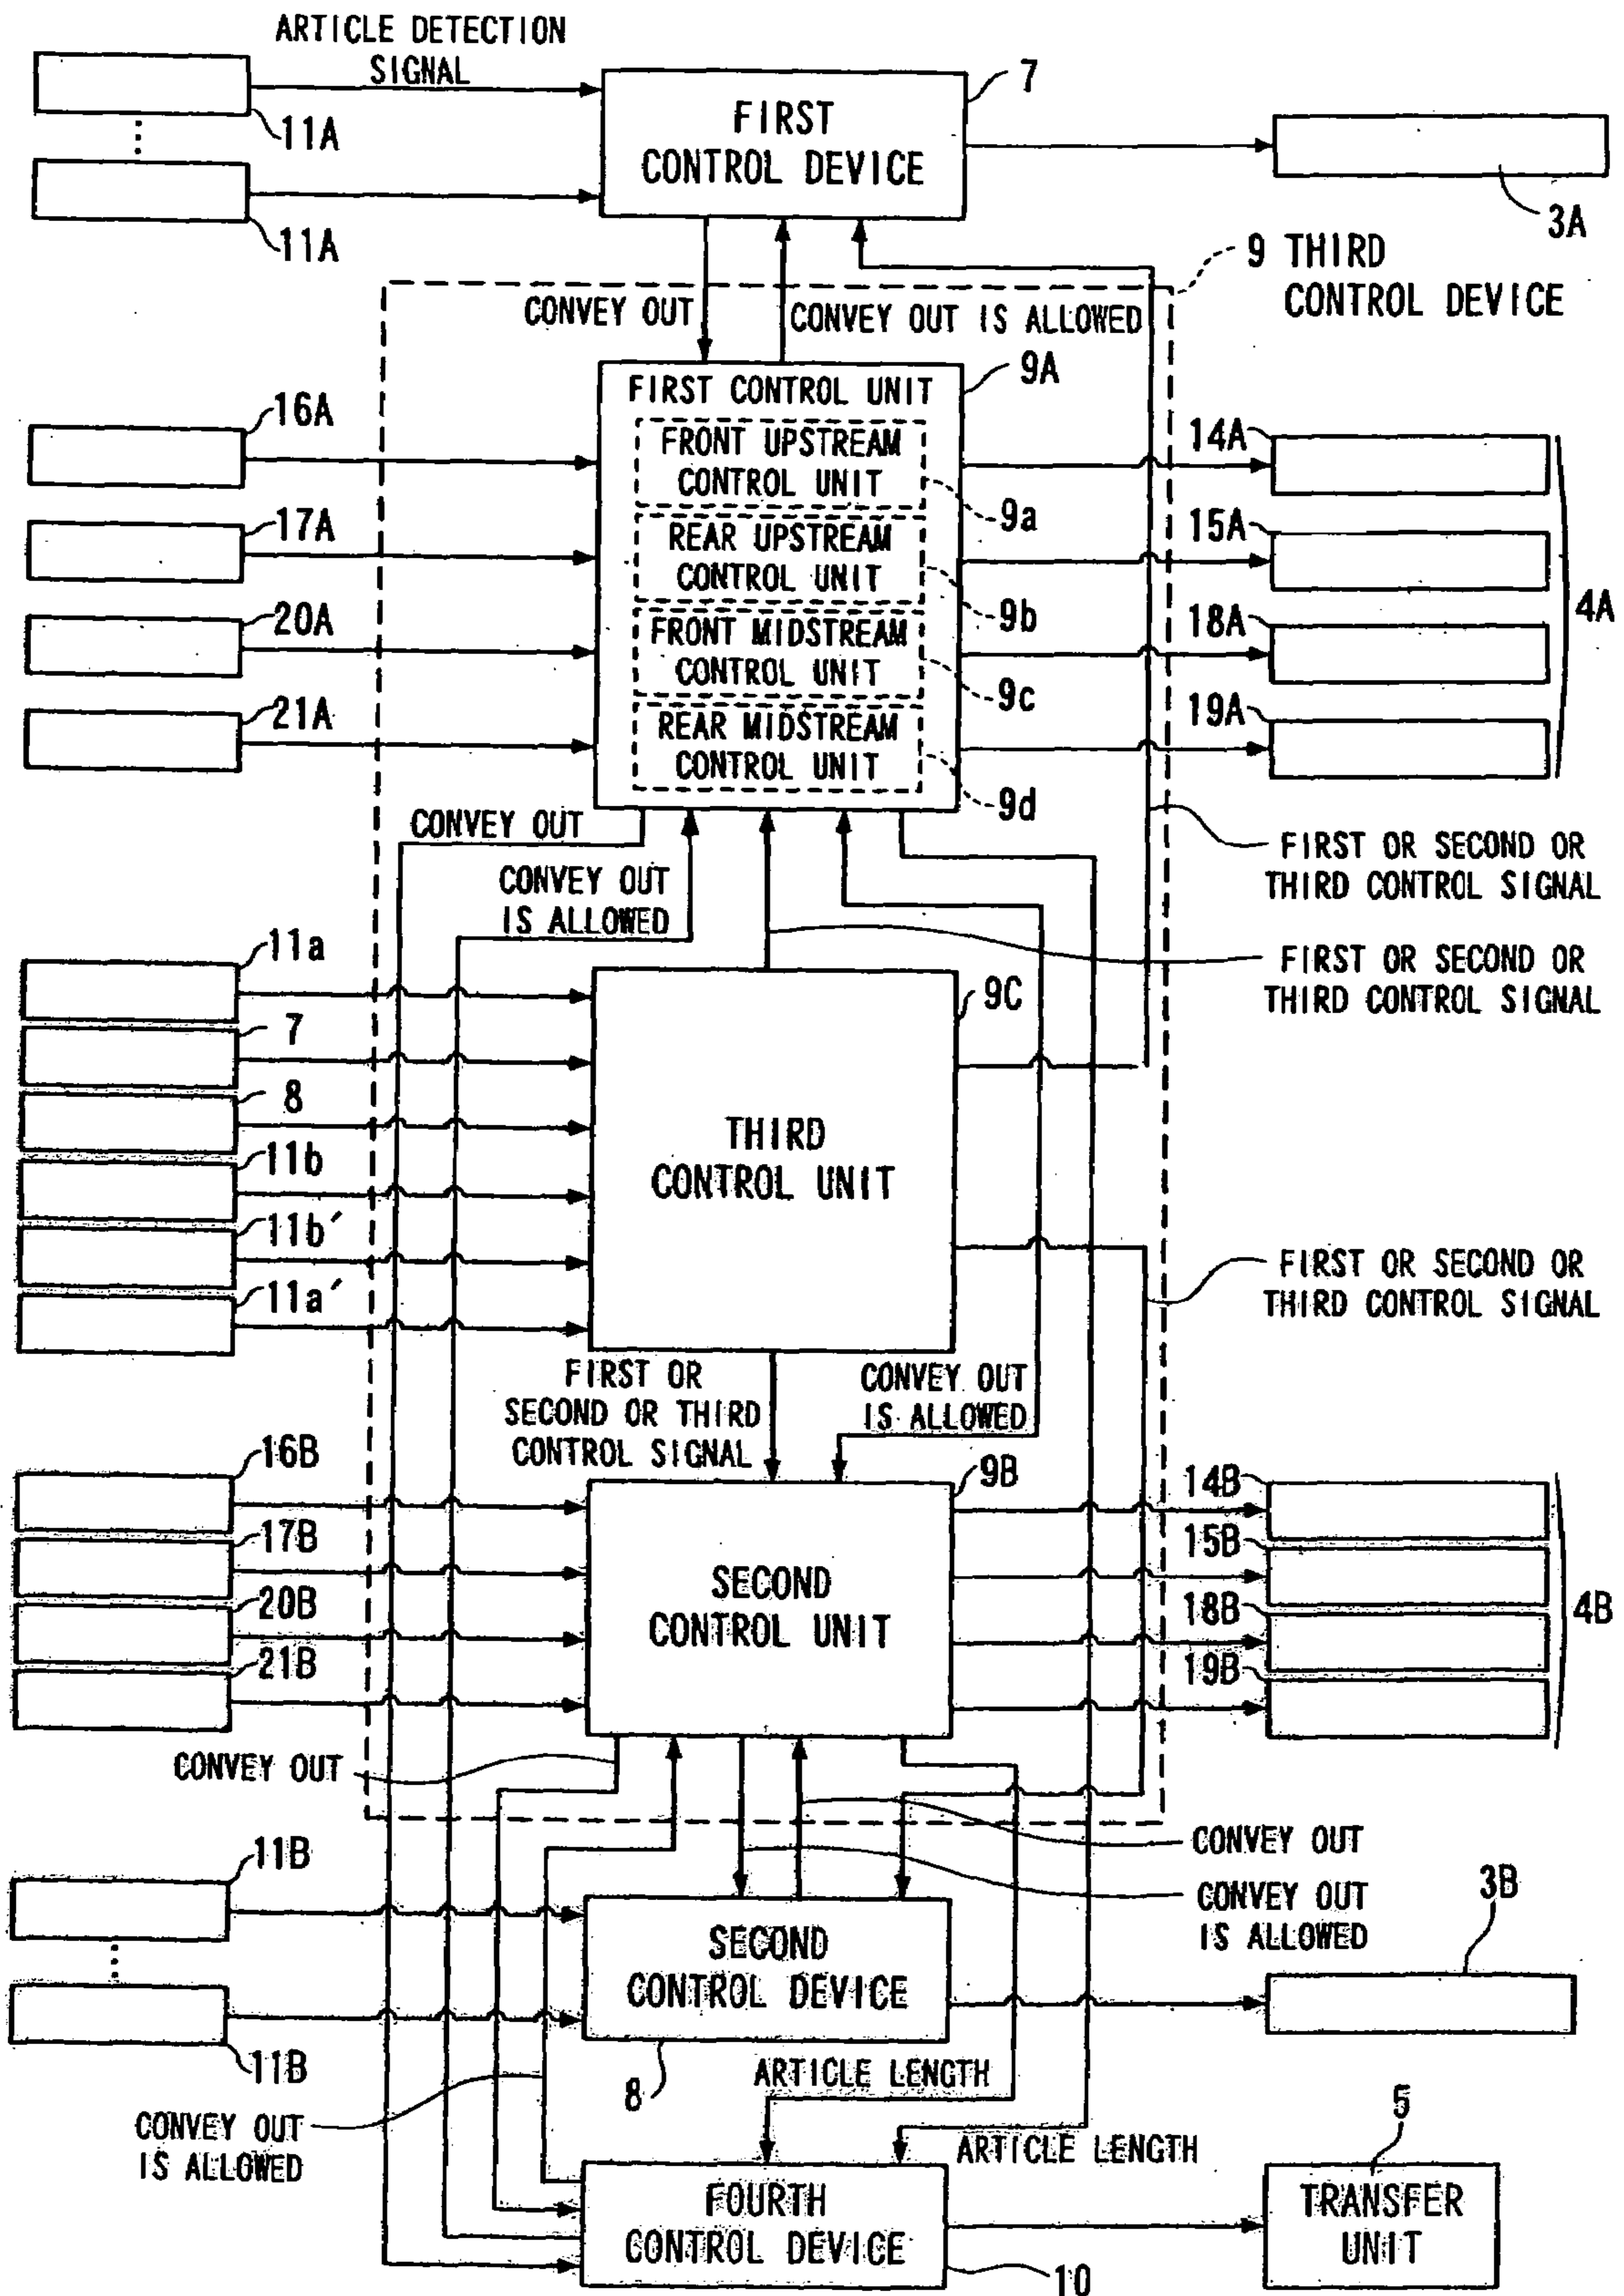 ARTICLE DETECTION
SIGNAL
11A
11A
FIRST
CONTROL DEVICE
7
3A
9 THIRD
CONTROL DEVICE
CONVEY OUT
CONVEY OUT IS ALLOWED
9A
FIRST CONTROL UNIT
FRONT UPSTREAM
CONTROL UNIT
9a
REAR UPSTREAM
CONTROL UNIT
9b
FRONT MIDSTREAM
CONTROL UNIT
9c
REAR MIDSTREAM
CONTROL UNIT
9d
16A
17A
20A
21A
14A
15A
18A
19A
4A
CONVEY OUT
CONVEY OUT
IS ALLOWED
FIRST OR SECOND OR
THIRD CONTROL SIGNAL
FIRST OR SECOND OR
THIRD CONTROL SIGNAL
11a
7
8
11b
11b′
11a′
9C
THIRD
CONTROL UNIT
FIRST OR SECOND OR
THIRD CONTROL SIGNAL
FIRST OR
SECOND OR THIRD
CONTROL SIGNAL
CONVEY OUT
IS ALLOWED
16B
17B
20B
21B
9B
SECOND
CONTROL UNIT
14B
15B
18B
19B
4B
CONVEY OUT
CONVEY OUT
CONVEY OUT
IS ALLOWED
11B
11B
SECOND
CONTROL DEVICE
8
3B
ARTICLE LENGTH
ARTICLE LENGTH
CONVEY OUT
IS ALLOWED
FOURTH
CONTROL DEVICE
10
5
TRANSFER
UNIT